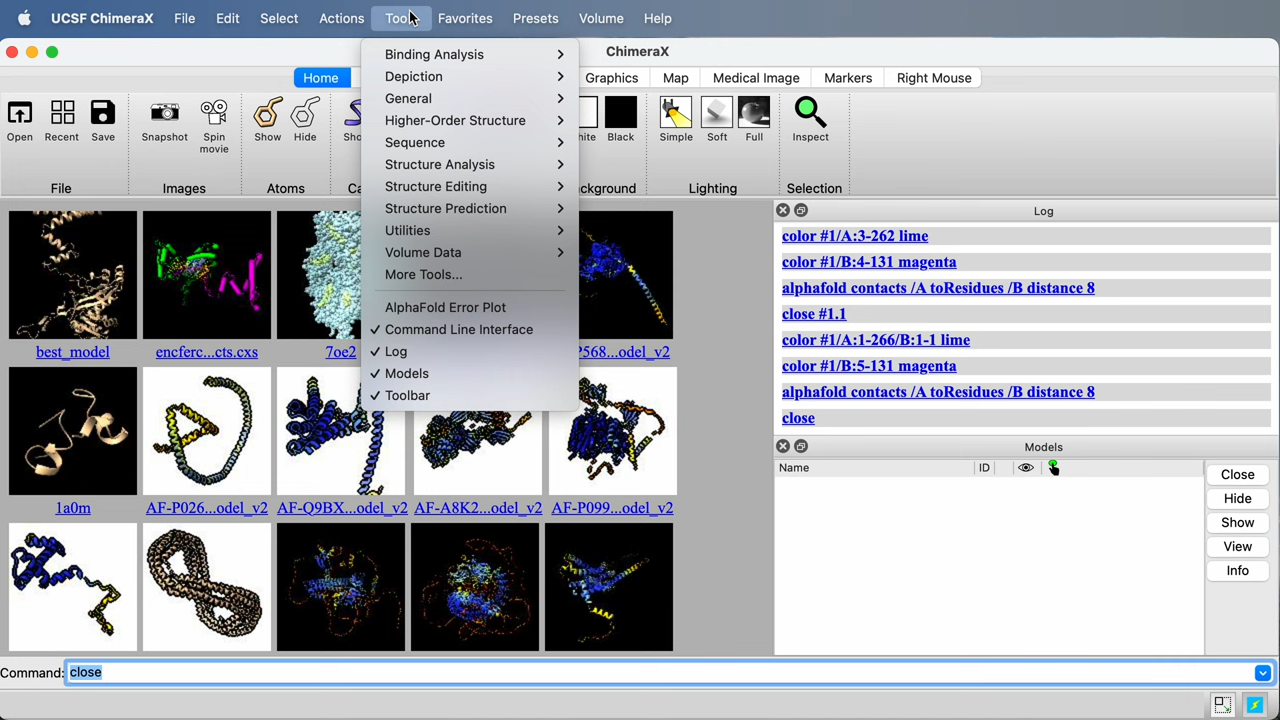 UCSF ChimeraX File Edit Select Actions Tools Favorites Presets Volume Help
ChimeraX
Home Graphics Map Medical Image Markers Right Mouse
Open Recent Save Snapshot Spin movie Show Hide Black Simple Soft Full Inspect
File Images Atoms Lighting Selection
Binding Analysis
Depiction
General
Higher-Order Structure
Sequence
Structure Analysis
Structure Editing
Structure Prediction
Utilities
Volume Data
More Tools...
AlphaFold Error Plot
✓ Command Line Interface
✓ Log
✓ Models
✓ Toolbar
best_model encferc...cts.cxs 7oe2 P568...odel_v2
1a0m AF-P026...odel_v2 AF-Q9BX...odel_v2 AF-A8K2...odel_v2 AF-P099...odel_v2
Log
color #1/A:3-262 lime
color #1/B:4-131 magenta
alphafold contacts /A toResidues /B distance 8
close #1.1
color #1/A:1-266/B:1-1 lime
color #1/B:5-131 magenta
alphafold contacts /A toResidues /B distance 8
close
Models
Name ID
Close
Hide
Show
View
Info
Command: close